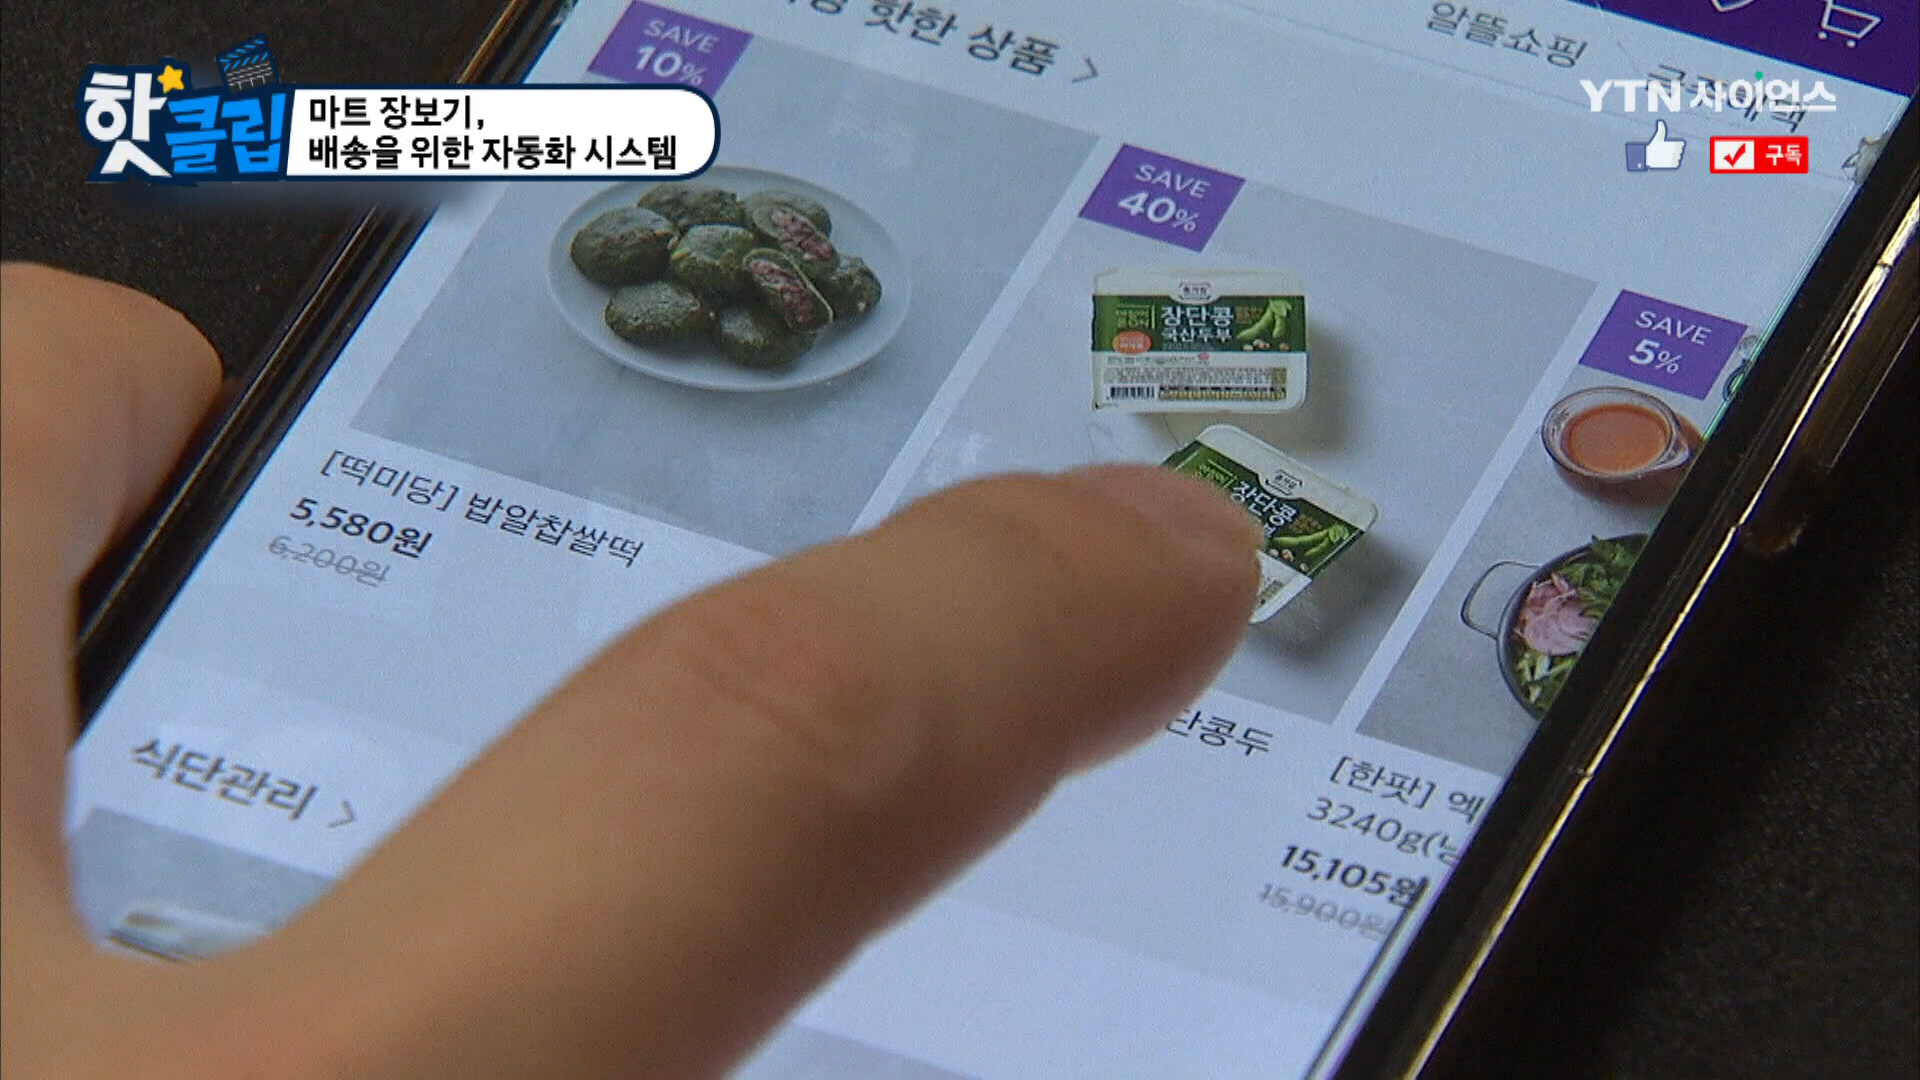 핫클립
마트 장보기,
배송을 위한 자동화 시스템
YTN 사이언스
구독
핫한 상품 >
알뜰쇼핑
SAVE
10%
SAVE
40%
SAVE
5%
장단콩
국산두부
장단콩
[떡미당] 밥알찹쌀떡
5,580원
6,200원
단콩두
[한팟] 엑
3240g(냉
15,105원
15,900원
식단관리 >